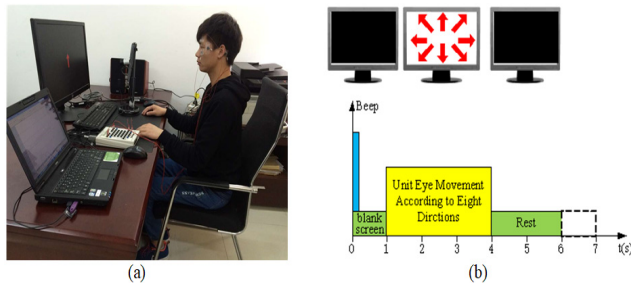 Beep
Unit Eye Movement
According to Eight
Dirctions
blank
screen
Rest
0 1 2 3 4 5 6 7 t(s)
(a) (b)